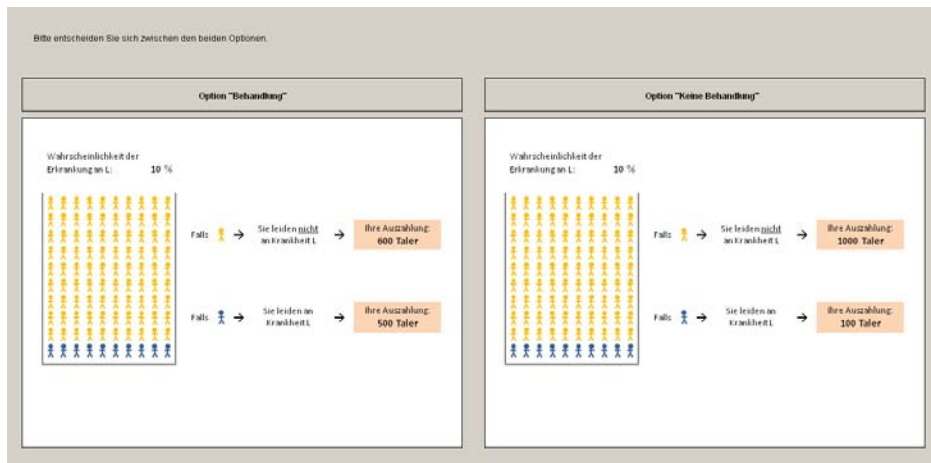 Bitte entscheiden Sie sich zwischen den beiden Optionen.
Option "Behandlung"
Wahrscheinlichkeit der
Erkrankung an L: 10 %
Falls → Sie leiden nicht
an Krankheit L → Ihre Auszahlung:
600 Taler
Falls → Sie leiden an
Krankheit L → Ihre Auszahlung:
500 Taler
Option "Keine Behandlung"
Wahrscheinlichkeit der
Erkrankung an L: 10 %
Falls → Sie leiden nicht
an Krankheit L → Ihre Auszahlung:
1000 Taler
Falls → Sie leiden an
Krankheit L → Ihre Auszahlung:
100 Taler